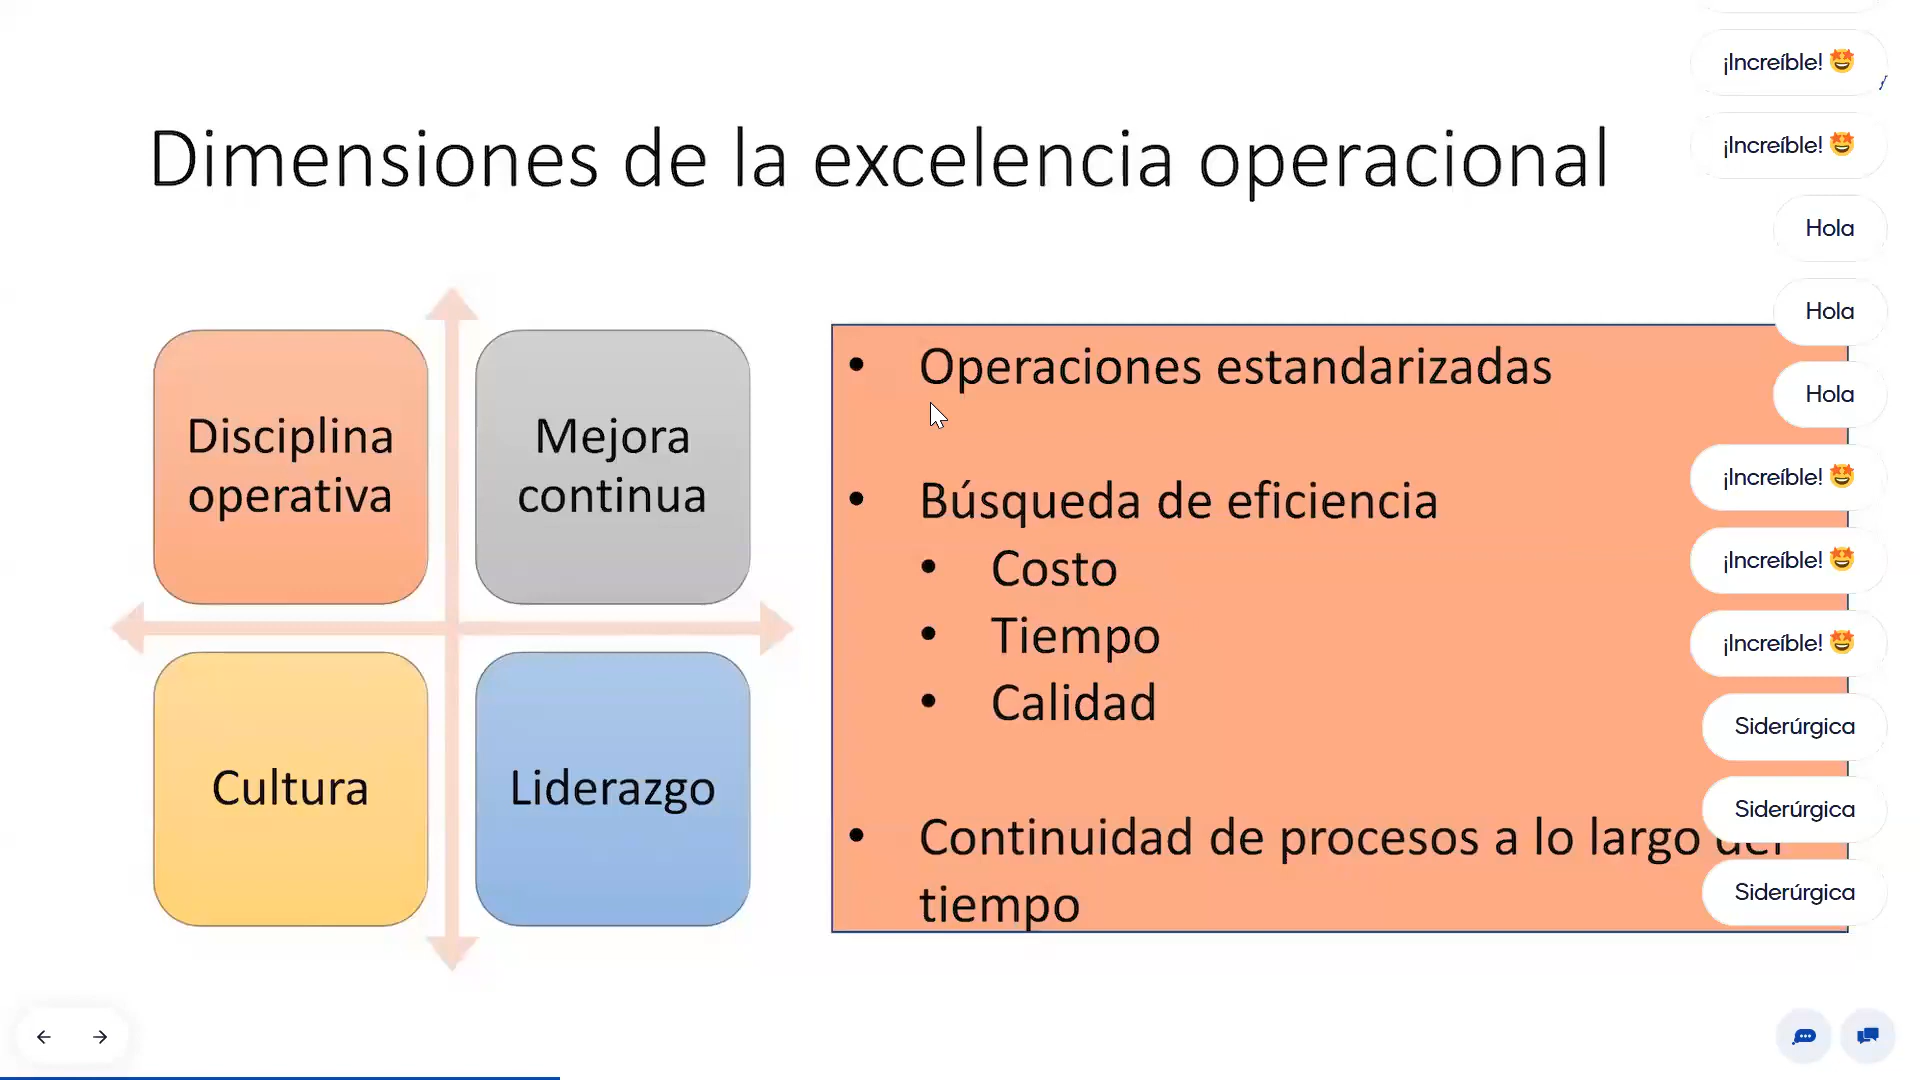 Dimensiones de la excelencia operacional
Disciplina
operativa
Mejora
continua
Cultura
Liderazgo
• Operaciones estandarizadas
• Búsqueda de eficiencia
• Costo
• Tiempo
• Calidad
• Continuidad de procesos a lo largo
tiempo
¡Increíble! 🤩
¡Increíble! 🤩
Hola
Hola
Hola
¡Increíble! 🤩
¡Increíble! 🤩
¡Increíble! 🤩
Siderúrgica
Siderúrgica
Siderúrgica